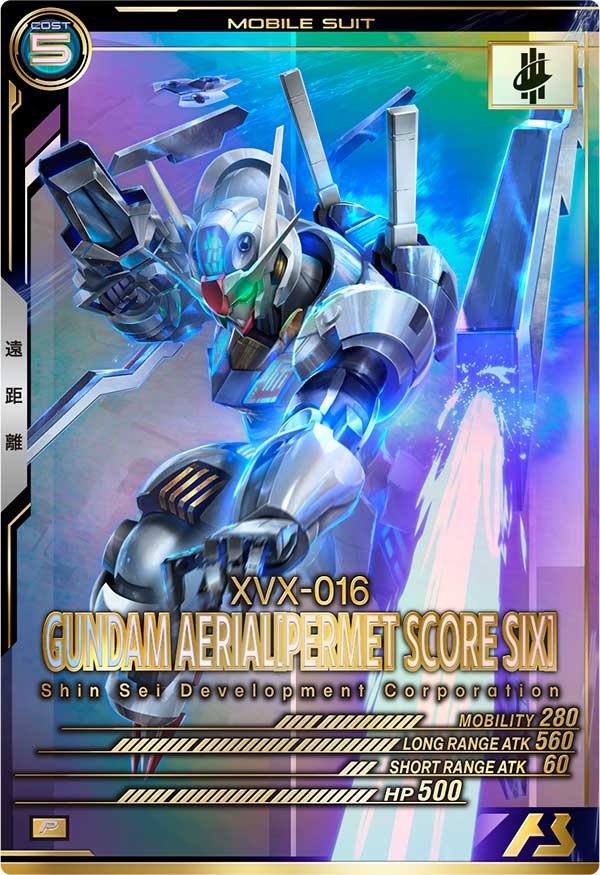 COST
5
MOBILE SUIT
遠距離
XVX-016
GUNDAM AERIAL[PERMET SCORE SIX]
Shin Sei Development Corporation
MOBILITY 280
LONG RANGE ATK 560
SHORT RANGE ATK 60
HP 500
P